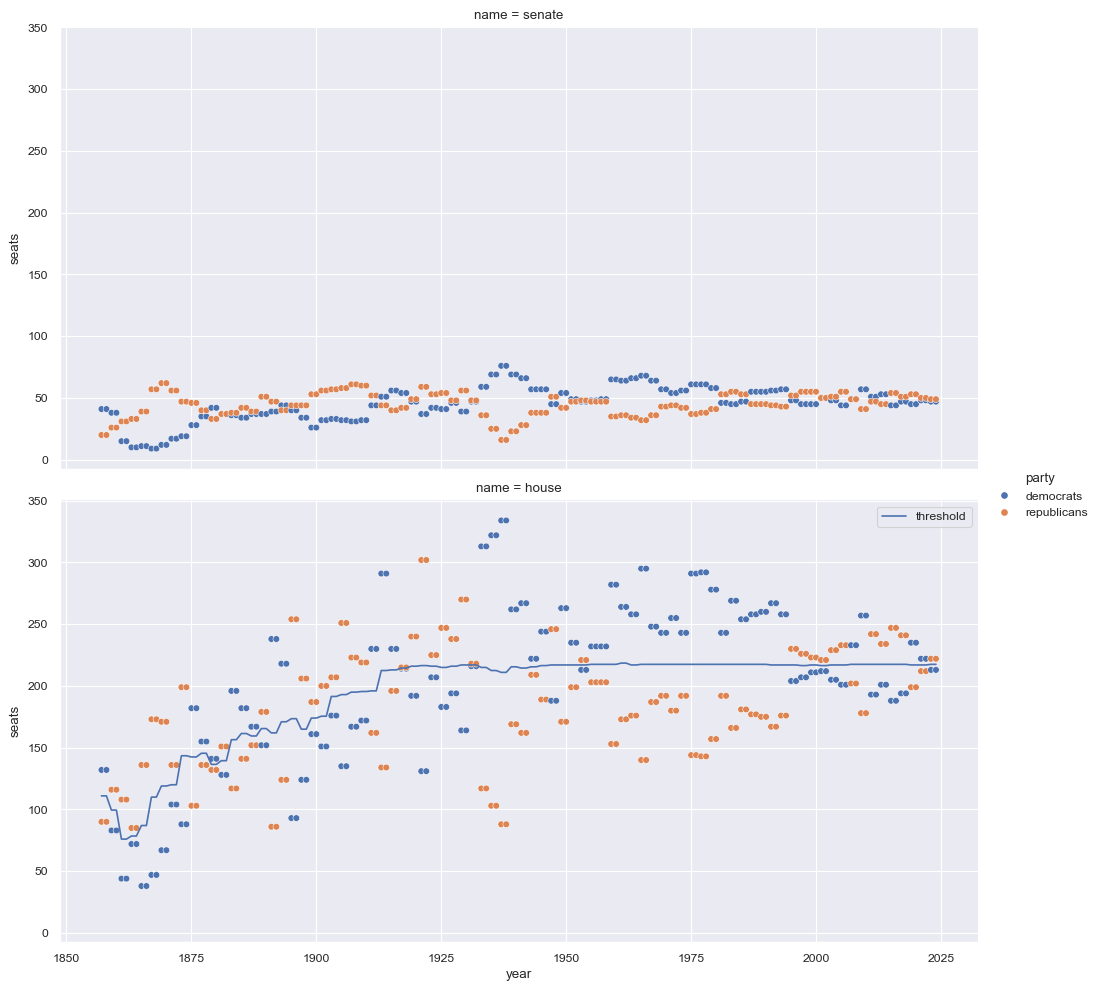 name = senate
350
300
250
200
150
100
50
0
seats
name = house
350
300
250
200
150
100
50
0
seats
threshold
1850
1875
1900
1925
1950
1975
2000
2025
year
party
democrats
republicans